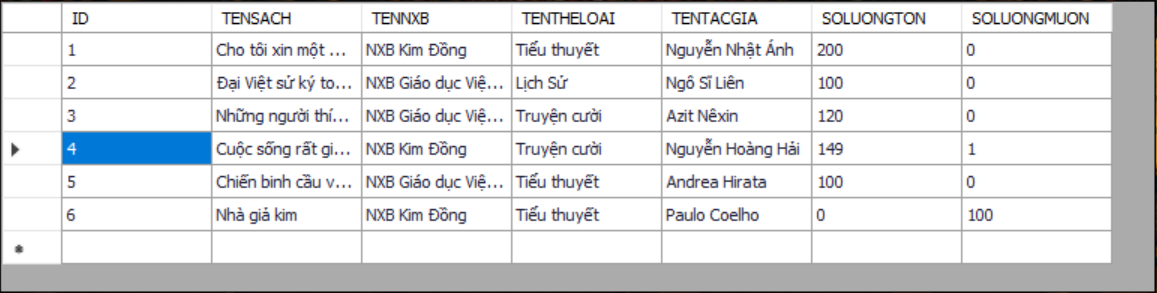 ID TENSACH TENNXB TENTHELOAI TENTACGIA SOLUONGTON SOLUONGMUON
1 Cho tôi xin một ... NXB Kim Đồng Tiểu thuyết Nguyễn Nhật Ánh 200 0
2 Đại Việt sử ký to... NXB Giáo dục Việ... Lịch Sử Ngô Sĩ Liên 100 0
3 Những người thí... NXB Giáo dục Việ... Truyện cười Azit Nêxin 120 0
4 Cuộc sống rất gi... NXB Kim Đồng Truyện cười Nguyễn Hoàng Hải 149 1
5 Chiến binh cầu v... NXB Giáo dục Việ... Tiểu thuyết Andrea Hirata 100 0
6 Nhà giả kim NXB Kim Đồng Tiểu thuyết Paulo Coelho 0 100